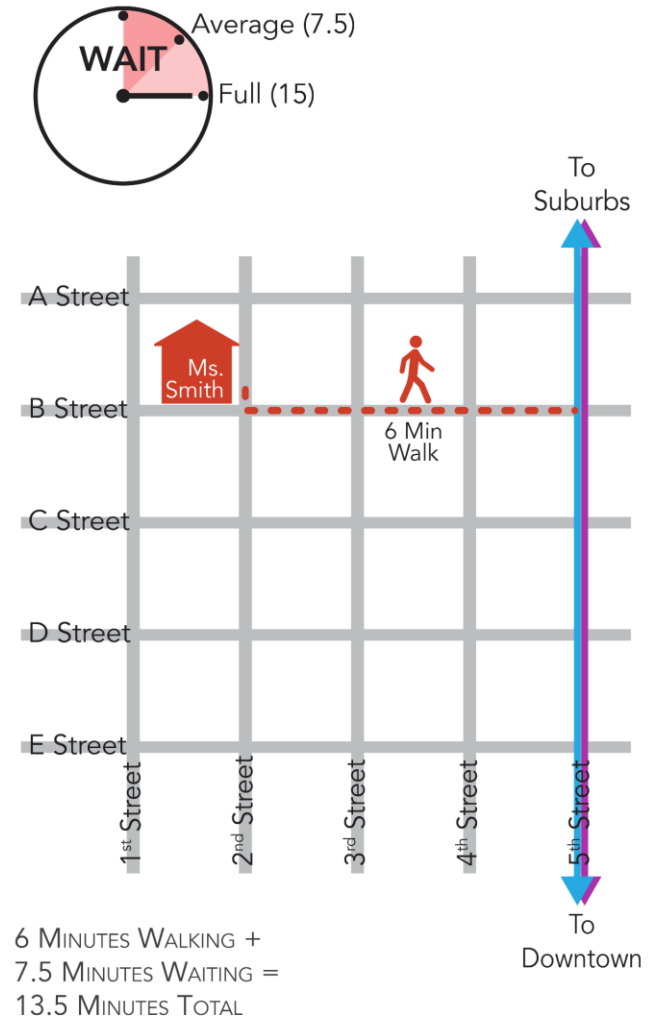 WAIT
Average (7.5)
Full (15)
To
Suburbs
A Street
Ms.
Smith
B Street
6 Min
Walk
C Street
D Street
E Street
1st Street
2nd Street
3rd Street
4th Street
5th Street
To
Downtown
6 MINUTES WALKING +
7.5 MINUTES WAITING =
13.5 MINUTES TOTAL